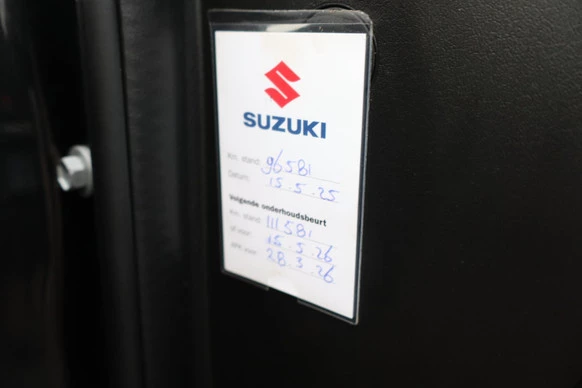 SUZUKI
Km. stand: 96581
Datum: 15.5.25
Volgende onderhoudsbeurt
Km. stand: 111581
of voor: 15.5.26
APK voor: 28.3.26